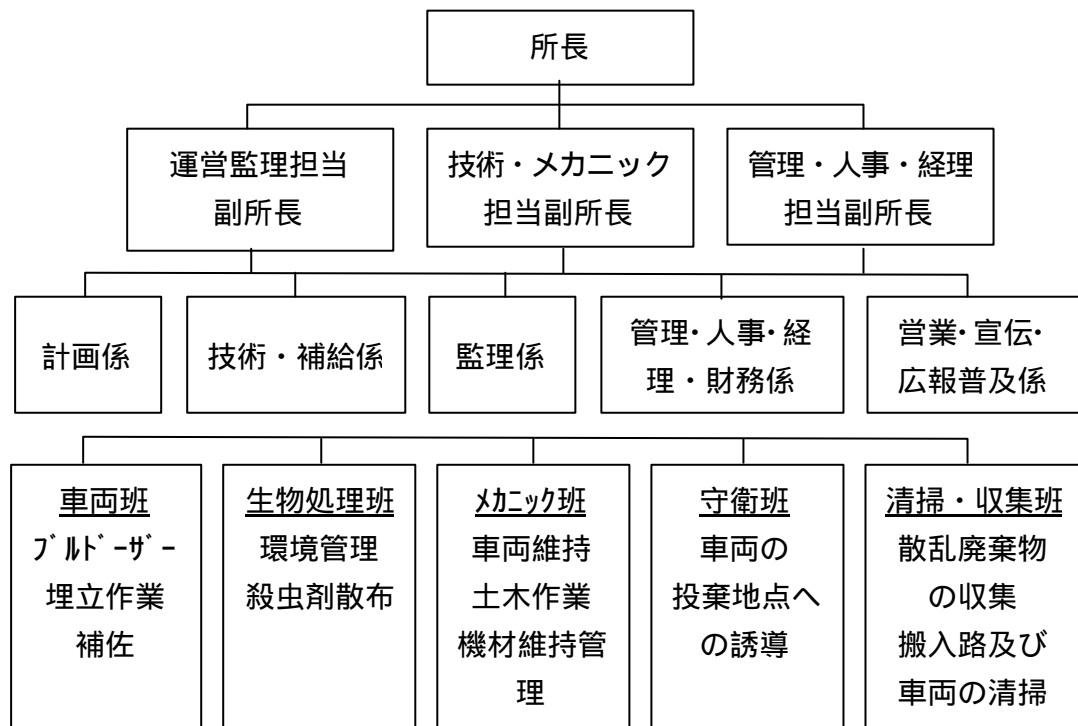 所長
運営監理担当
副所長
技術・メカニック
担当副所長
管理・人事・経理
担当副所長
計画係
技術・補給係
監理係
管理・人事・経
理・財務係
営業・宣伝・
広報普及係
車両班
ブルドーザー
埋立作業
補佐
生物処理班
環境管理
殺虫剤散布
メカニック班
車両維持
土木作業
機材維持管
理
守衛班
車両の
投棄地点へ
の誘導
清掃・収集班
散乱廃棄物
の収集
搬入路及び
車両の清掃